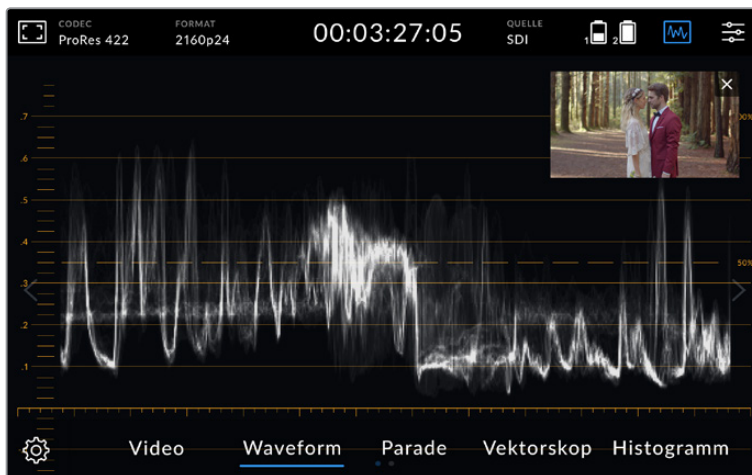 CODEC FORMAT QUELLE
ProRes 422 2160p24 00:03:27:05 SDI 1 2
.7
.6
.5
.4
50%
.3
.2
.1
Video Waveform Parade Vektorskop Histogramm